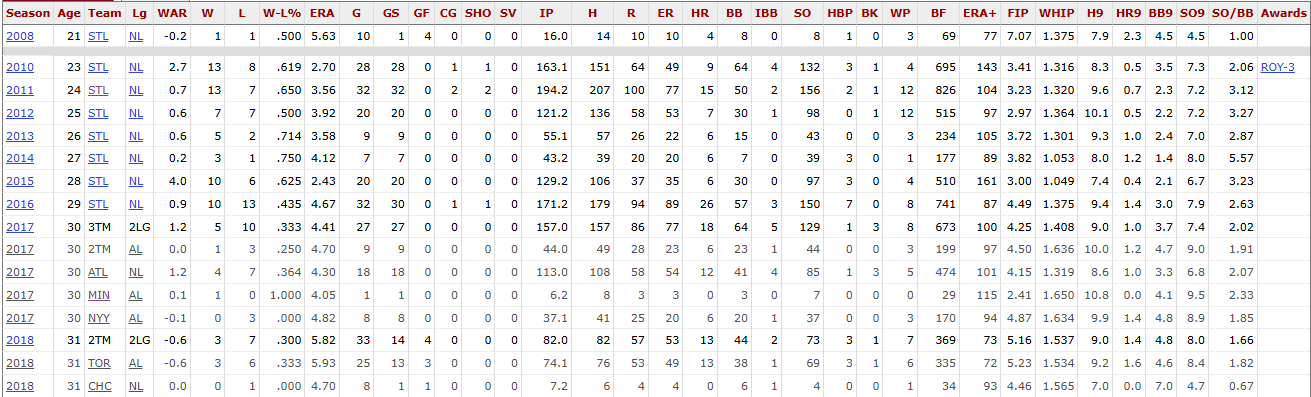 Season Age Team Lg WAR W L W-L% ERA G GS GF CG SHO SV IP H R ER HR BB IBB SO HBP BK WP BF ERA+ FIP WHIP H9 HR9 BB9 SO9 SO/BB Awards
2008 21 STL NL -0.2 1 1 .500 5.63 10 1 4 0 0 0 16.0 14 10 10 4 8 0 8 1 0 3 69 77 7.07 1.375 7.9 2.3 4.5 4.5 1.00
2010 23 STL NL 2.7 13 8 .619 2.70 28 28 0 1 1 0 163.1 151 64 49 9 64 4 132 3 1 4 695 143 3.41 1.316 8.3 0.5 3.5 7.3 2.06 ROY-3
2011 24 STL NL 0.7 13 7 .650 3.56 32 32 0 2 2 0 194.2 207 100 77 15 50 2 156 2 1 12 826 104 3.23 1.320 9.6 0.7 2.3 7.2 3.12
2012 25 STL NL 0.6 7 7 .500 3.92 20 20 0 0 0 0 121.2 136 58 53 7 30 1 98 0 1 12 515 97 2.97 1.364 10.1 0.5 2.2 7.2 3.27
2013 26 STL NL 0.6 5 2 .714 3.58 9 9 0 0 0 0 55.1 57 26 22 6 15 0 43 0 0 3 234 105 3.72 1.301 9.3 1.0 2.4 7.0 2.87
2014 27 STL NL 0.2 3 1 .750 4.12 7 7 0 0 0 0 43.2 39 20 20 6 7 0 39 3 0 1 177 89 3.82 1.053 8.0 1.2 1.4 8.0 5.57
2015 28 STL NL 4.0 10 6 .625 2.43 20 20 0 0 0 0 129.2 106 37 35 6 30 0 97 3 0 4 510 161 3.00 1.049 7.4 0.4 2.1 6.7 3.23
2016 29 STL NL 0.9 10 13 .435 4.67 32 30 0 1 1 0 171.2 179 94 89 26 57 3 150 7 0 8 741 87 4.49 1.375 9.4 1.4 3.0 7.9 2.63
2017 30 3TM 2LG 1.2 5 10 .333 4.41 27 27 0 0 0 0 157.0 157 86 77 18 64 5 129 1 3 8 673 100 4.25 1.408 9.0 1.0 3.7 7.4 2.02
2017 30 2TM AL 0.0 1 3 .250 4.70 9 9 0 0 0 0 44.0 49 28 23 6 23 1 44 0 0 3 199 97 4.50 1.636 10.0 1.2 4.7 9.0 1.91
2017 30 ATL NL 1.2 4 7 .364 4.30 18 18 0 0 0 0 113.0 108 58 54 12 41 4 85 1 3 5 474 101 4.15 1.319 8.6 1.0 3.3 6.8 2.07
2017 30 MIN AL 0.1 1 0 1.000 4.05 1 1 0 0 0 0 6.2 8 3 3 0 3 0 7 0 0 0 29 115 2.41 1.650 10.8 0.0 4.1 9.5 2.33
2017 30 NYY AL -0.1 0 3 .000 4.82 8 8 0 0 0 0 37.1 41 25 20 6 20 1 37 0 0 3 170 94 4.87 1.634 9.9 1.4 4.8 8.9 1.85
2018 31 2TM 2LG -0.6 3 7 .300 5.82 33 14 4 0 0 0 82.0 82 57 53 13 44 2 73 3 1 7 369 73 5.16 1.537 9.0 1.4 4.8 8.0 1.66
2018 31 TOR AL -0.6 3 6 .333 5.93 25 13 3 0 0 0 74.1 76 53 49 13 38 1 69 3 1 6 335 72 5.23 1.534 9.2 1.6 4.6 8.4 1.82
2018 31 CHC NL 0.0 0 1 .000 4.70 8 1 1 0 0 0 7.2 6 4 4 0 6 1 4 0 0 1 34 93 4.46 1.565 7.0 0.0 7.0 4.7 0.67